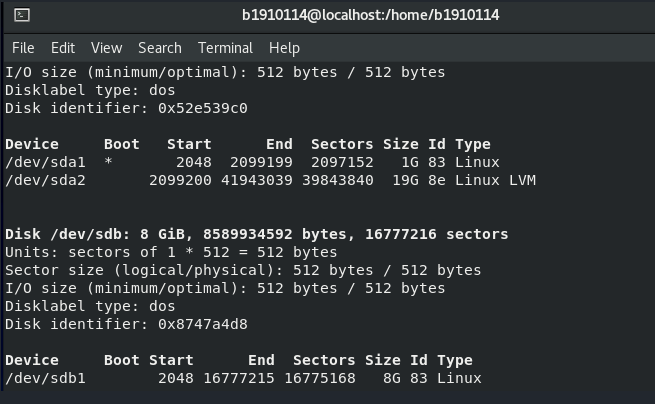 b1910114@localhost:/home/b1910114
File Edit View Search Terminal Help
I/O size (minimum/optimal): 512 bytes / 512 bytes
Disklabel type: dos
Disk identifier: 0x52e539c0
Device     Boot   Start      End  Sectors Size Id Type
/dev/sda1  *       2048  2099199  2097152   1G 83 Linux
/dev/sda2       2099200 41943039 39843840  19G 8e Linux LVM
Disk /dev/sdb: 8 GiB, 8589934592 bytes, 16777216 sectors
Units: sectors of 1 * 512 = 512 bytes
Sector size (logical/physical): 512 bytes / 512 bytes
I/O size (minimum/optimal): 512 bytes / 512 bytes
Disklabel type: dos
Disk identifier: 0x8747a4d8
Device     Boot Start      End  Sectors Size Id Type
/dev/sdb1        2048 16777215 16775168   8G 83 Linux